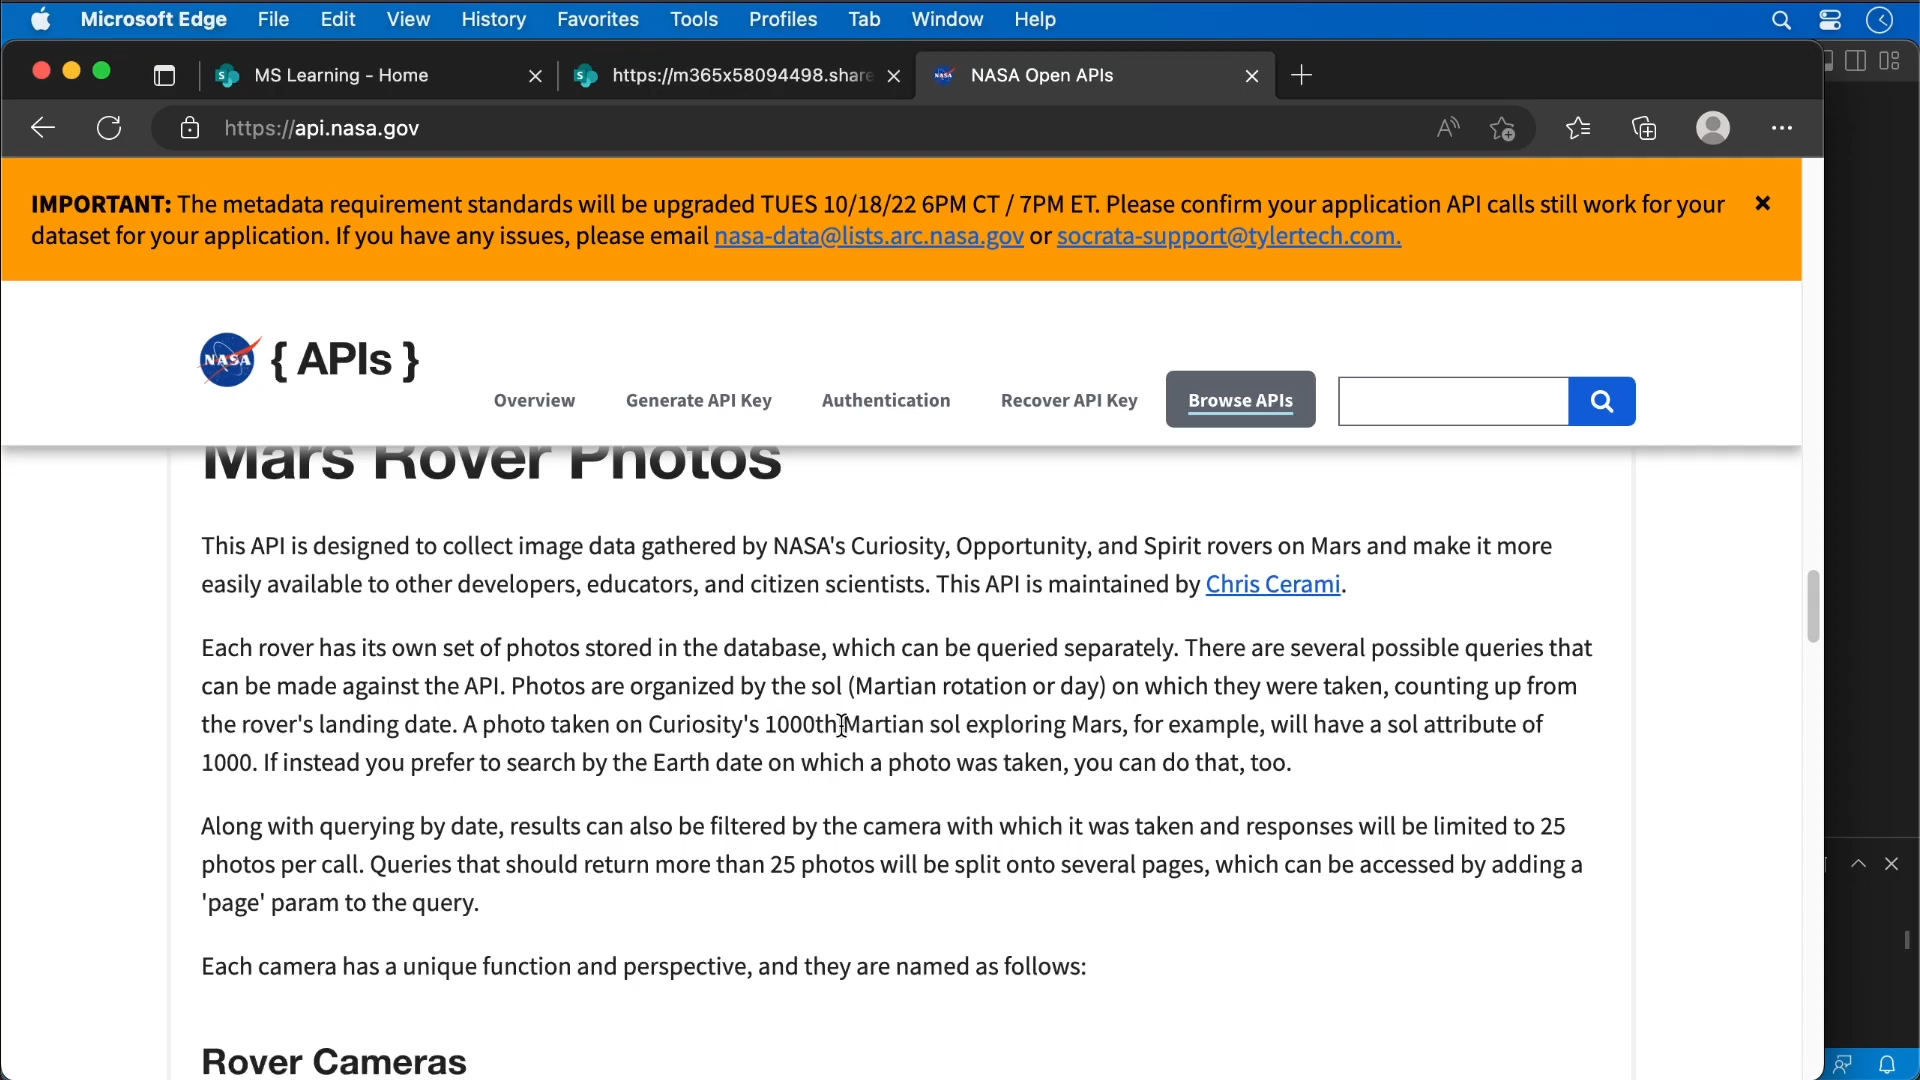 Microsoft Edge File Edit View History Favorites Tools Profiles Tab Window Help
MS Learning - Home
https://m365x58094498.share
NASA Open APIs
https://api.nasa.gov
IMPORTANT: The metadata requirement standards will be upgraded TUES 10/18/22 6PM CT / 7PM ET. Please confirm your application API calls still work for your
dataset for your application. If you have any issues, please email nasa-data@lists.arc.nasa.gov or socrata-support@tylertech.com.
NASA { APIs }
Overview Generate API Key Authentication Recover API Key Browse APIs
Mars Rover Photos
This API is designed to collect image data gathered by NASA's Curiosity, Opportunity, and Spirit rovers on Mars and make it more
easily available to other developers, educators, and citizen scientists. This API is maintained by Chris Cerami.
Each rover has its own set of photos stored in the database, which can be queried separately. There are several possible queries that
can be made against the API. Photos are organized by the sol (Martian rotation or day) on which they were taken, counting up from
the rover's landing date. A photo taken on Curiosity's 1000th Martian sol exploring Mars, for example, will have a sol attribute of
1000. If instead you prefer to search by the Earth date on which a photo was taken, you can do that, too.
Along with querying by date, results can also be filtered by the camera with which it was taken and responses will be limited to 25
photos per call. Queries that should return more than 25 photos will be split onto several pages, which can be accessed by adding a
'page' param to the query.
Each camera has a unique function and perspective, and they are named as follows:
Rover Cameras